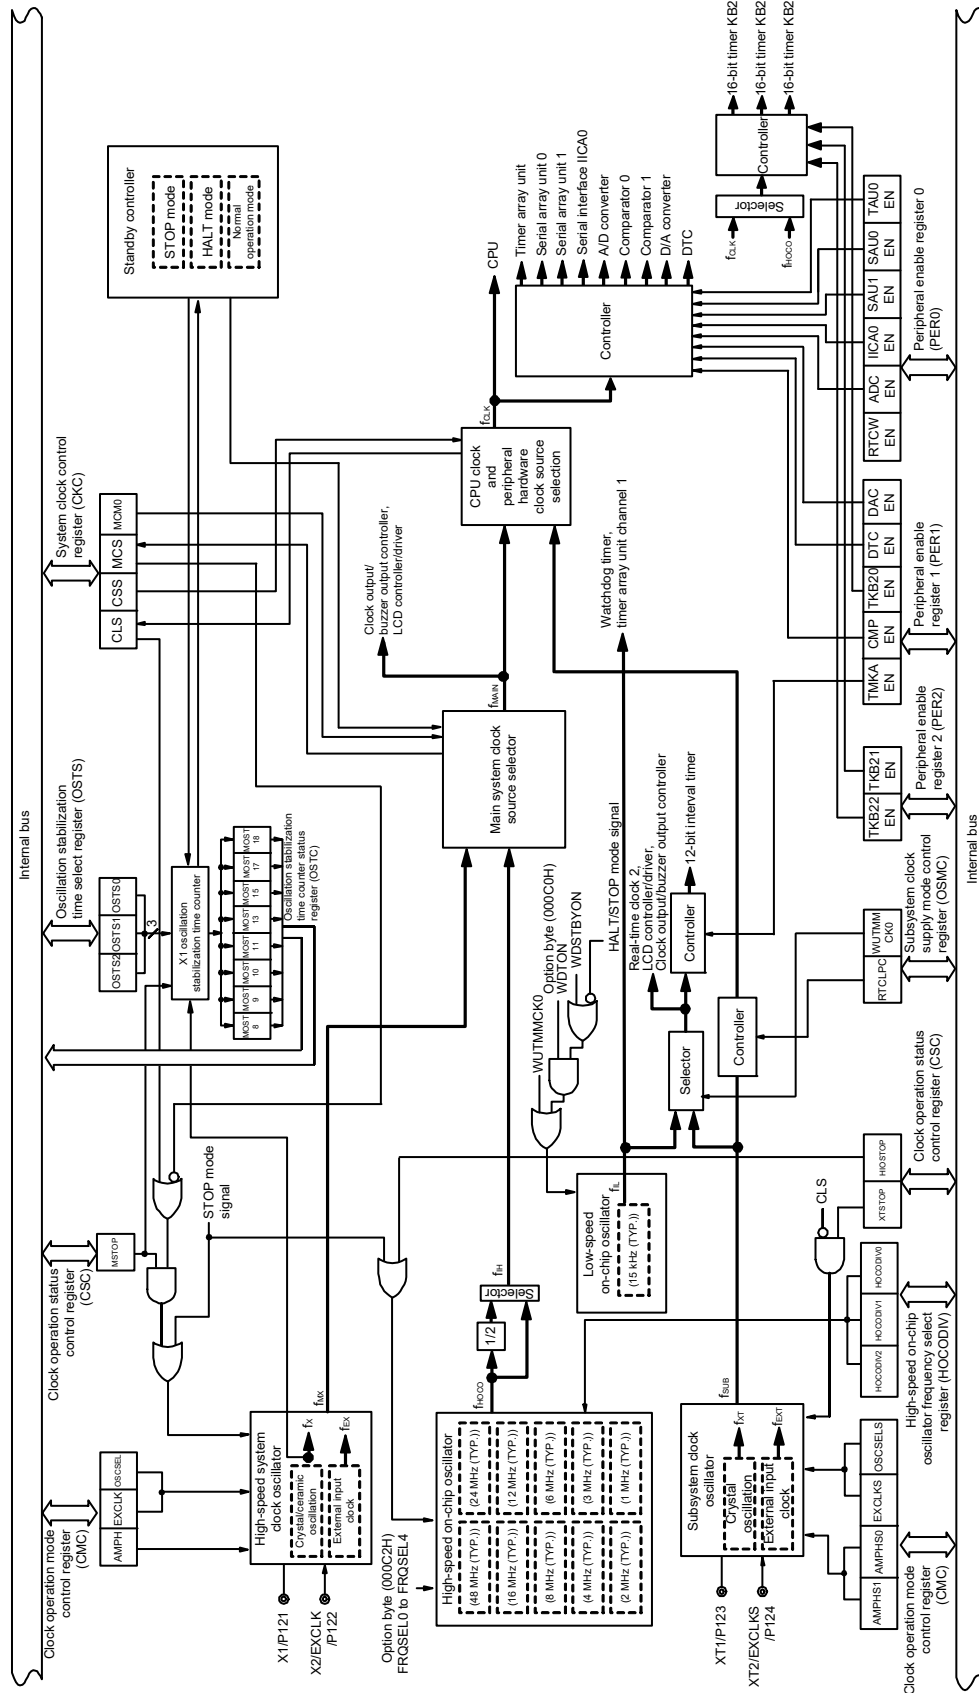 Internal bus
Clock operation mode
control register
(CMC)
AMPH
EXCLK
OSCSEL
Clock operation status
control register
(CSC)
MSTOP
Oscillation stabilization
time select register (OSTS)
OSTS2
OSTS1
OSTS0
3
System clock control
register (CKC)
CLS
CSS
MCS
MCM0
Standby controller
STOP mode
HALT mode
Normal
operation mode
X1 oscillation
stabilization time counter
MOST
8
MOST
9
MOST
10
MOST
11
MOST
13
MOST
15
MOST
17
MOST
18
Oscillation stabilization
time counter status
register (OSTC)
STOP mode
signal
High-speed system
clock oscillator
Crystal/ceramic
oscillation
fX
External input
clock
fEX
X1/P121
X2/EXCLK
/P122
fMX
Option byte (000C2H)
FRQSEL0 to FRQSEL4
High-speed on-chip oscillator
(48 MHz (TYP.))
(24 MHz (TYP.))
(16 MHz (TYP.))
(12 MHz (TYP.))
(8 MHz (TYP.))
(6 MHz (TYP.))
(4 MHz (TYP.))
(3 MHz (TYP.))
(2 MHz (TYP.))
(1 MHz (TYP.))
fHOCO
1/2
Selector
fIH
Main system clock
source selector
fMAIN
Clock output/
buzzer output controller,
LCD controller/driver
CPU clock
and
peripheral
hardware
clock source
selection
fCLK
CPU
Controller
Timer array unit
Serial array unit 0
Serial array unit 1
Serial interface IICA0
A/D converter
Comparator 0
Comparator 1
D/A converter
DTC
WUTMMCK0
Option byte (000C0H)
WDTON
WDSTBYON
HALT/STOP mode signal
Low-speed
on-chip oscillator
(15 kHz (TYP.))
fIL
Watchdog timer,
timer array unit channel 1
Real-time clock 2,
LCD controller/driver,
Clock output/buzzer output controller
Selector
Controller
12-bit interval timer
Controller
fCLK
fHOCO
Selector
Controller
16-bit timer KB2
16-bit timer KB2
16-bit timer KB2
Subsystem clock
oscillator
Crystal
oscillation
fXT
External input
clock
fEXT
XT1/P123
XT2/EXCLKS
/P124
fSUB
CLS
AMPHS1
AMPHS0
EXCLKS
OSCSELS
Clock operation mode
control register
(CMC)
HOCODIV2
HOCODIV1
HOCODIV0
High-speed on-chip
oscillator frequency select
register (HOCODIV)
XTSTOP
HIOSTOP
Clock operation status
control register (CSC)
RTCLPC
WUTMM
CK0
Subsystem clock
supply mode control
register (OSMC)
TKB22
EN
TKB21
EN
Peripheral enable
register 2 (PER2)
TMKA
EN
CMP
EN
TKB20
EN
DTC
EN
DAC
EN
Peripheral enable
register 1 (PER1)
RTCW
EN
ADC
EN
IICA0
EN
SAU1
EN
SAU0
EN
TAU0
EN
Peripheral enable register 0
(PER0)
Internal bus